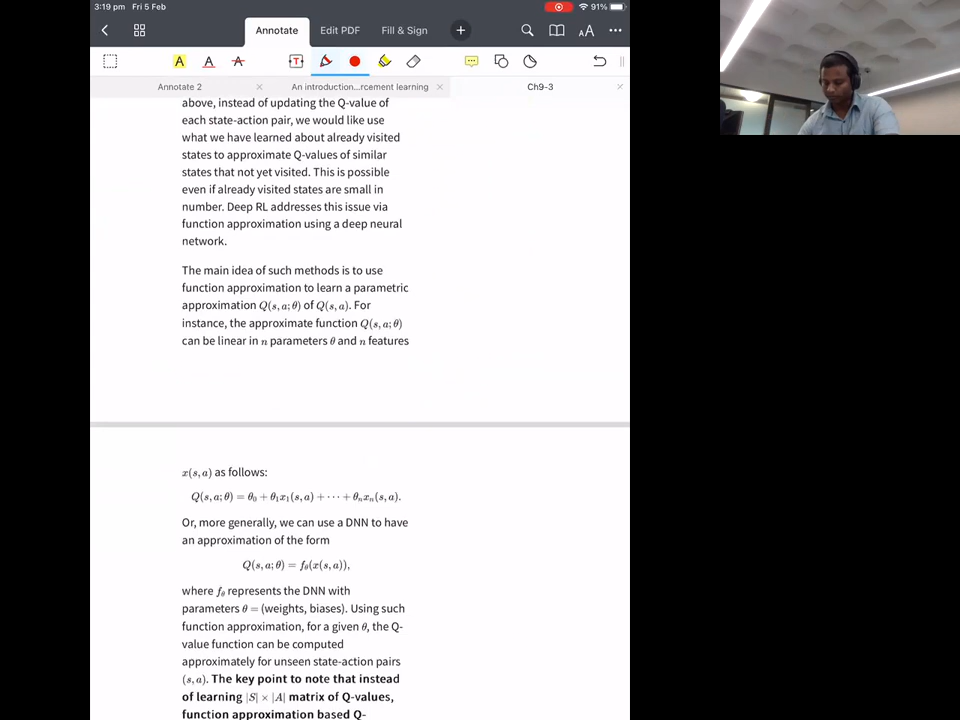 3:19 pm Fri 5 Feb
91%
Annotate Edit PDF Fill & Sign
A A A T
AA
Annotate 2 × An introduction...rcement learning × Ch9-3 ×
above, instead of updating the Q-value of
each state-action pair, we would like use
what we have learned about already visited
states to approximate Q-values of similar
states that not yet visited. This is possible
even if already visited states are small in
number. Deep RL addresses this issue via
function approximation using a deep neural
network.
The main idea of such methods is to use
function approximation to learn a parametric
approximation Q(s, a; θ) of Q(s, a). For
instance, the approximate function Q(s, a; θ)
can be linear in n parameters θ and n features
x(s, a) as follows:
Q(s, a; θ) = θ₀ + θ₁x₁(s, a) + ⋯ + θₙxₙ(s, a).
Or, more generally, we can use a DNN to have
an approximation of the form
Q(s, a; θ) = f_θ(x(s, a)),
where f_θ represents the DNN with
parameters θ = (weights, biases). Using such
function approximation, for a given θ, the Q-
value function can be computed
approximately for unseen state-action pairs
(s, a). The key point to note that instead
of learning |S| × |A| matrix of Q-values,
function approximation based Q-